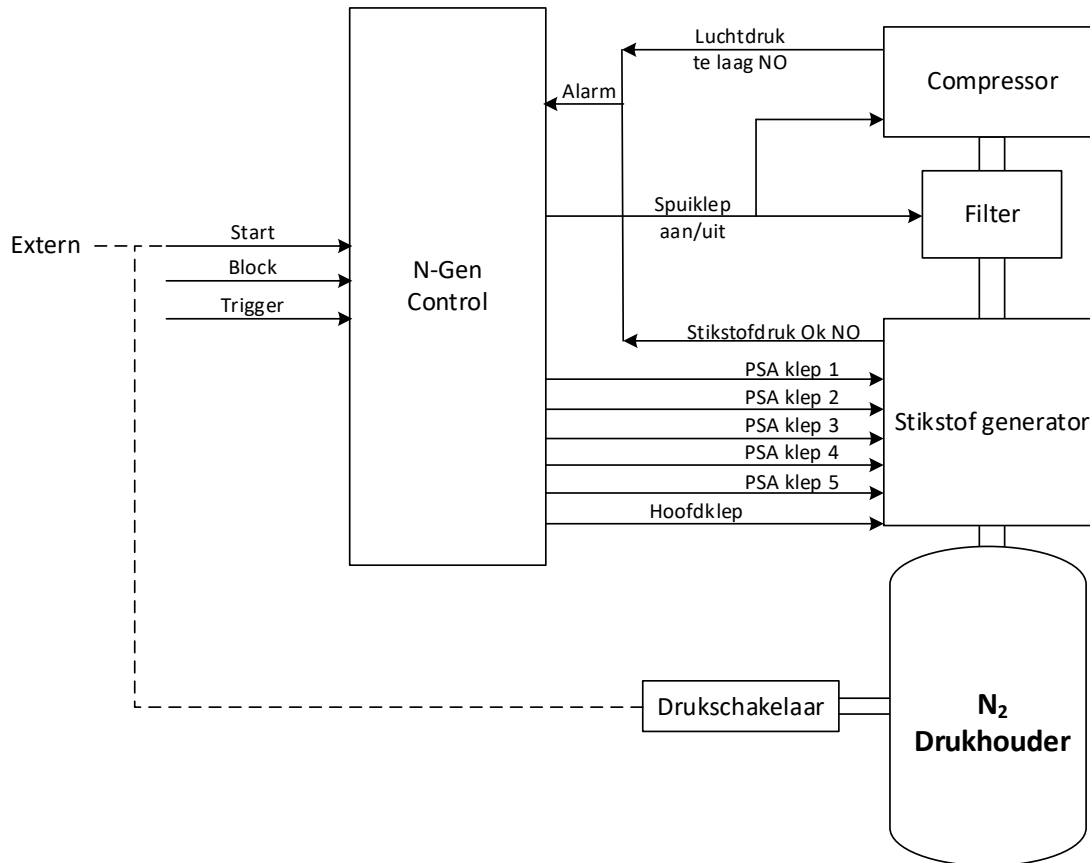 Luchtdruk
te laag NO
Compressor
Alarm
Spuiklep
aan/uit
Filter
Extern
Start
Block
Trigger
N-Gen
Control
Stikstofdruk Ok NO
PSA klep 1
PSA klep 2
PSA klep 3
PSA klep 4
PSA klep 5
Hoofdklep
Stikstof generator
Drukschakelaar
N₂
Drukhouder